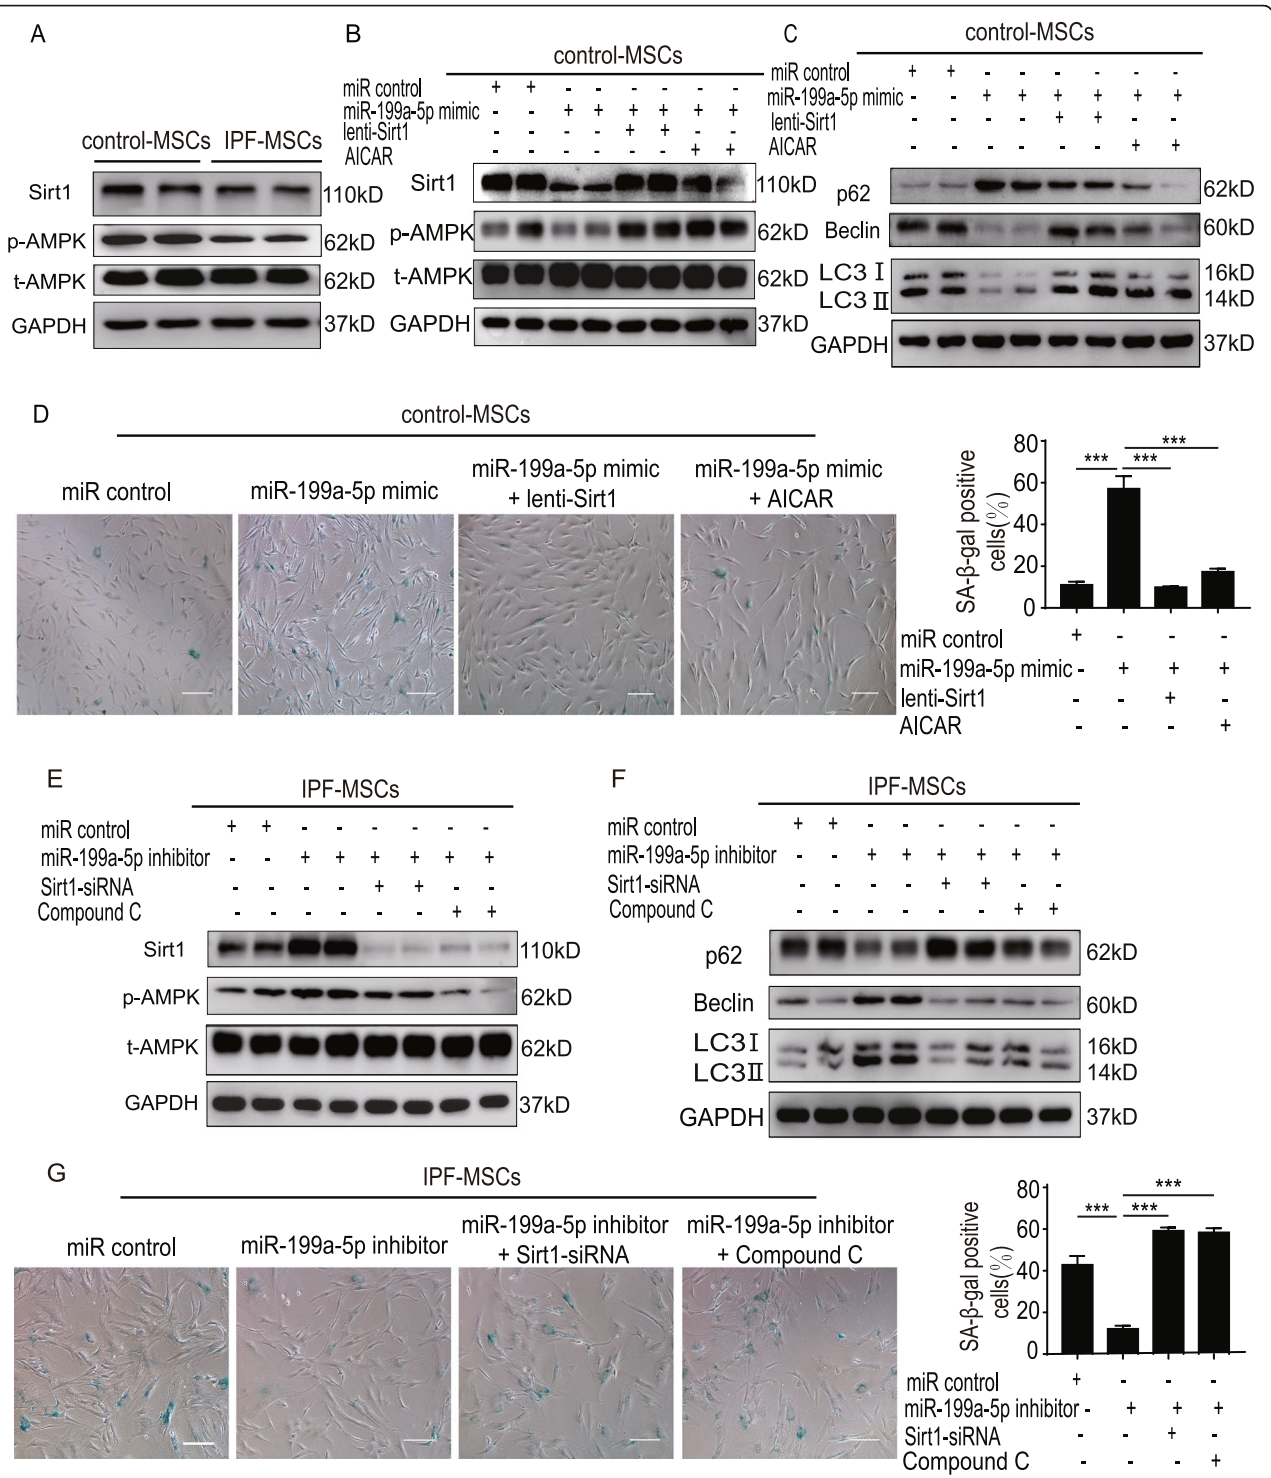 A
control-MSCs IPF-MSCs
Sirt1 110kD
p-AMPK 62kD
t-AMPK 62kD
GAPDH 37kD
B
control-MSCs
miR control + + - - - - - -
miR-199a-5p mimic - - + + + + + +
lenti-Sirt1 - - - - + + - -
AICAR - - - - - - + +
Sirt1 110kD
p-AMPK 62kD
t-AMPK 62kD
GAPDH 37kD
C
control-MSCs
miR control + + - - - - - -
miR-199a-5p mimic - - + + + + + +
lenti-Sirt1 - - - - + + - -
AICAR - - - - - - + +
p62 62kD
Beclin 60kD
LC3 I 16kD
LC3 II 14kD
GAPDH 37kD
D
control-MSCs
miR control
miR-199a-5p mimic
miR-199a-5p mimic
+ lenti-Sirt1
miR-199a-5p mimic
+ AICAR
SA-β-gal positive
cells(%)
80
60
40
20
0
*** *** ***
miR control + - - -
miR-199a-5p mimic - + + +
lenti-Sirt1 - - + -
AICAR - - - +
E
IPF-MSCs
miR control + + - - - - - -
miR-199a-5p inhibitor - - + + + + + +
Sirt1-siRNA - - - - + + - -
Compound C - - - - - - + +
Sirt1 110kD
p-AMPK 62kD
t-AMPK 62kD
GAPDH 37kD
F
IPF-MSCs
miR control + + - - - - - -
miR-199a-5p inhibitor - - + + + + + +
Sirt1-siRNA - - - - + + - -
Compound C - - - - - - + +
p62 62kD
Beclin 60kD
LC3I 16kD
LC3II 14kD
GAPDH 37kD
G
IPF-MSCs
miR control
miR-199a-5p inhibitor
miR-199a-5p inhibitor
+ Sirt1-siRNA
miR-199a-5p inhibitor
+ Compound C
SA-β-gal positive
cells(%)
80
60
40
20
0
*** *** ***
miR control + - - -
miR-199a-5p inhibitor - + + +
Sirt1-siRNA - - + -
Compound C - - - +